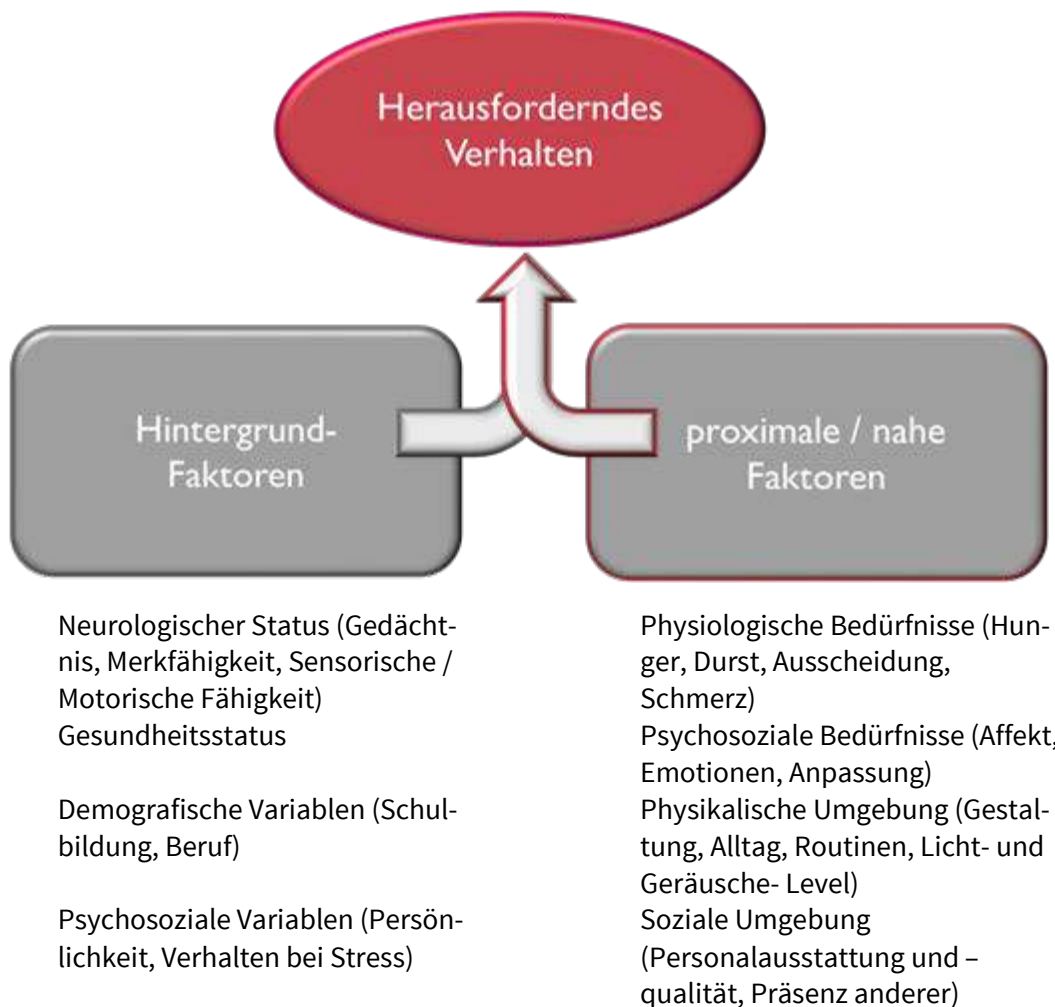 Herausforderndes
Verhalten
Hintergrund-
Faktoren
proximale / nahe
Faktoren
Neurologischer Status (Gedächt-
nis, Merkfähigkeit, Sensorische /
Motorische Fähigkeit)
Gesundheitsstatus
Demografische Variablen (Schul-
bildung, Beruf)
Psychosoziale Variablen (Persön-
lichkeit, Verhalten bei Stress)
Physiologische Bedürfnisse (Hun-
ger, Durst, Ausscheidung,
Schmerz)
Psychosoziale Bedürfnisse (Affekt,
Emotionen, Anpassung)
Physikalische Umgebung (Gestal-
tung, Alltag, Routinen, Licht- und
Geräusche- Level)
Soziale Umgebung
(Personalausstattung und –
qualität, Präsenz anderer)